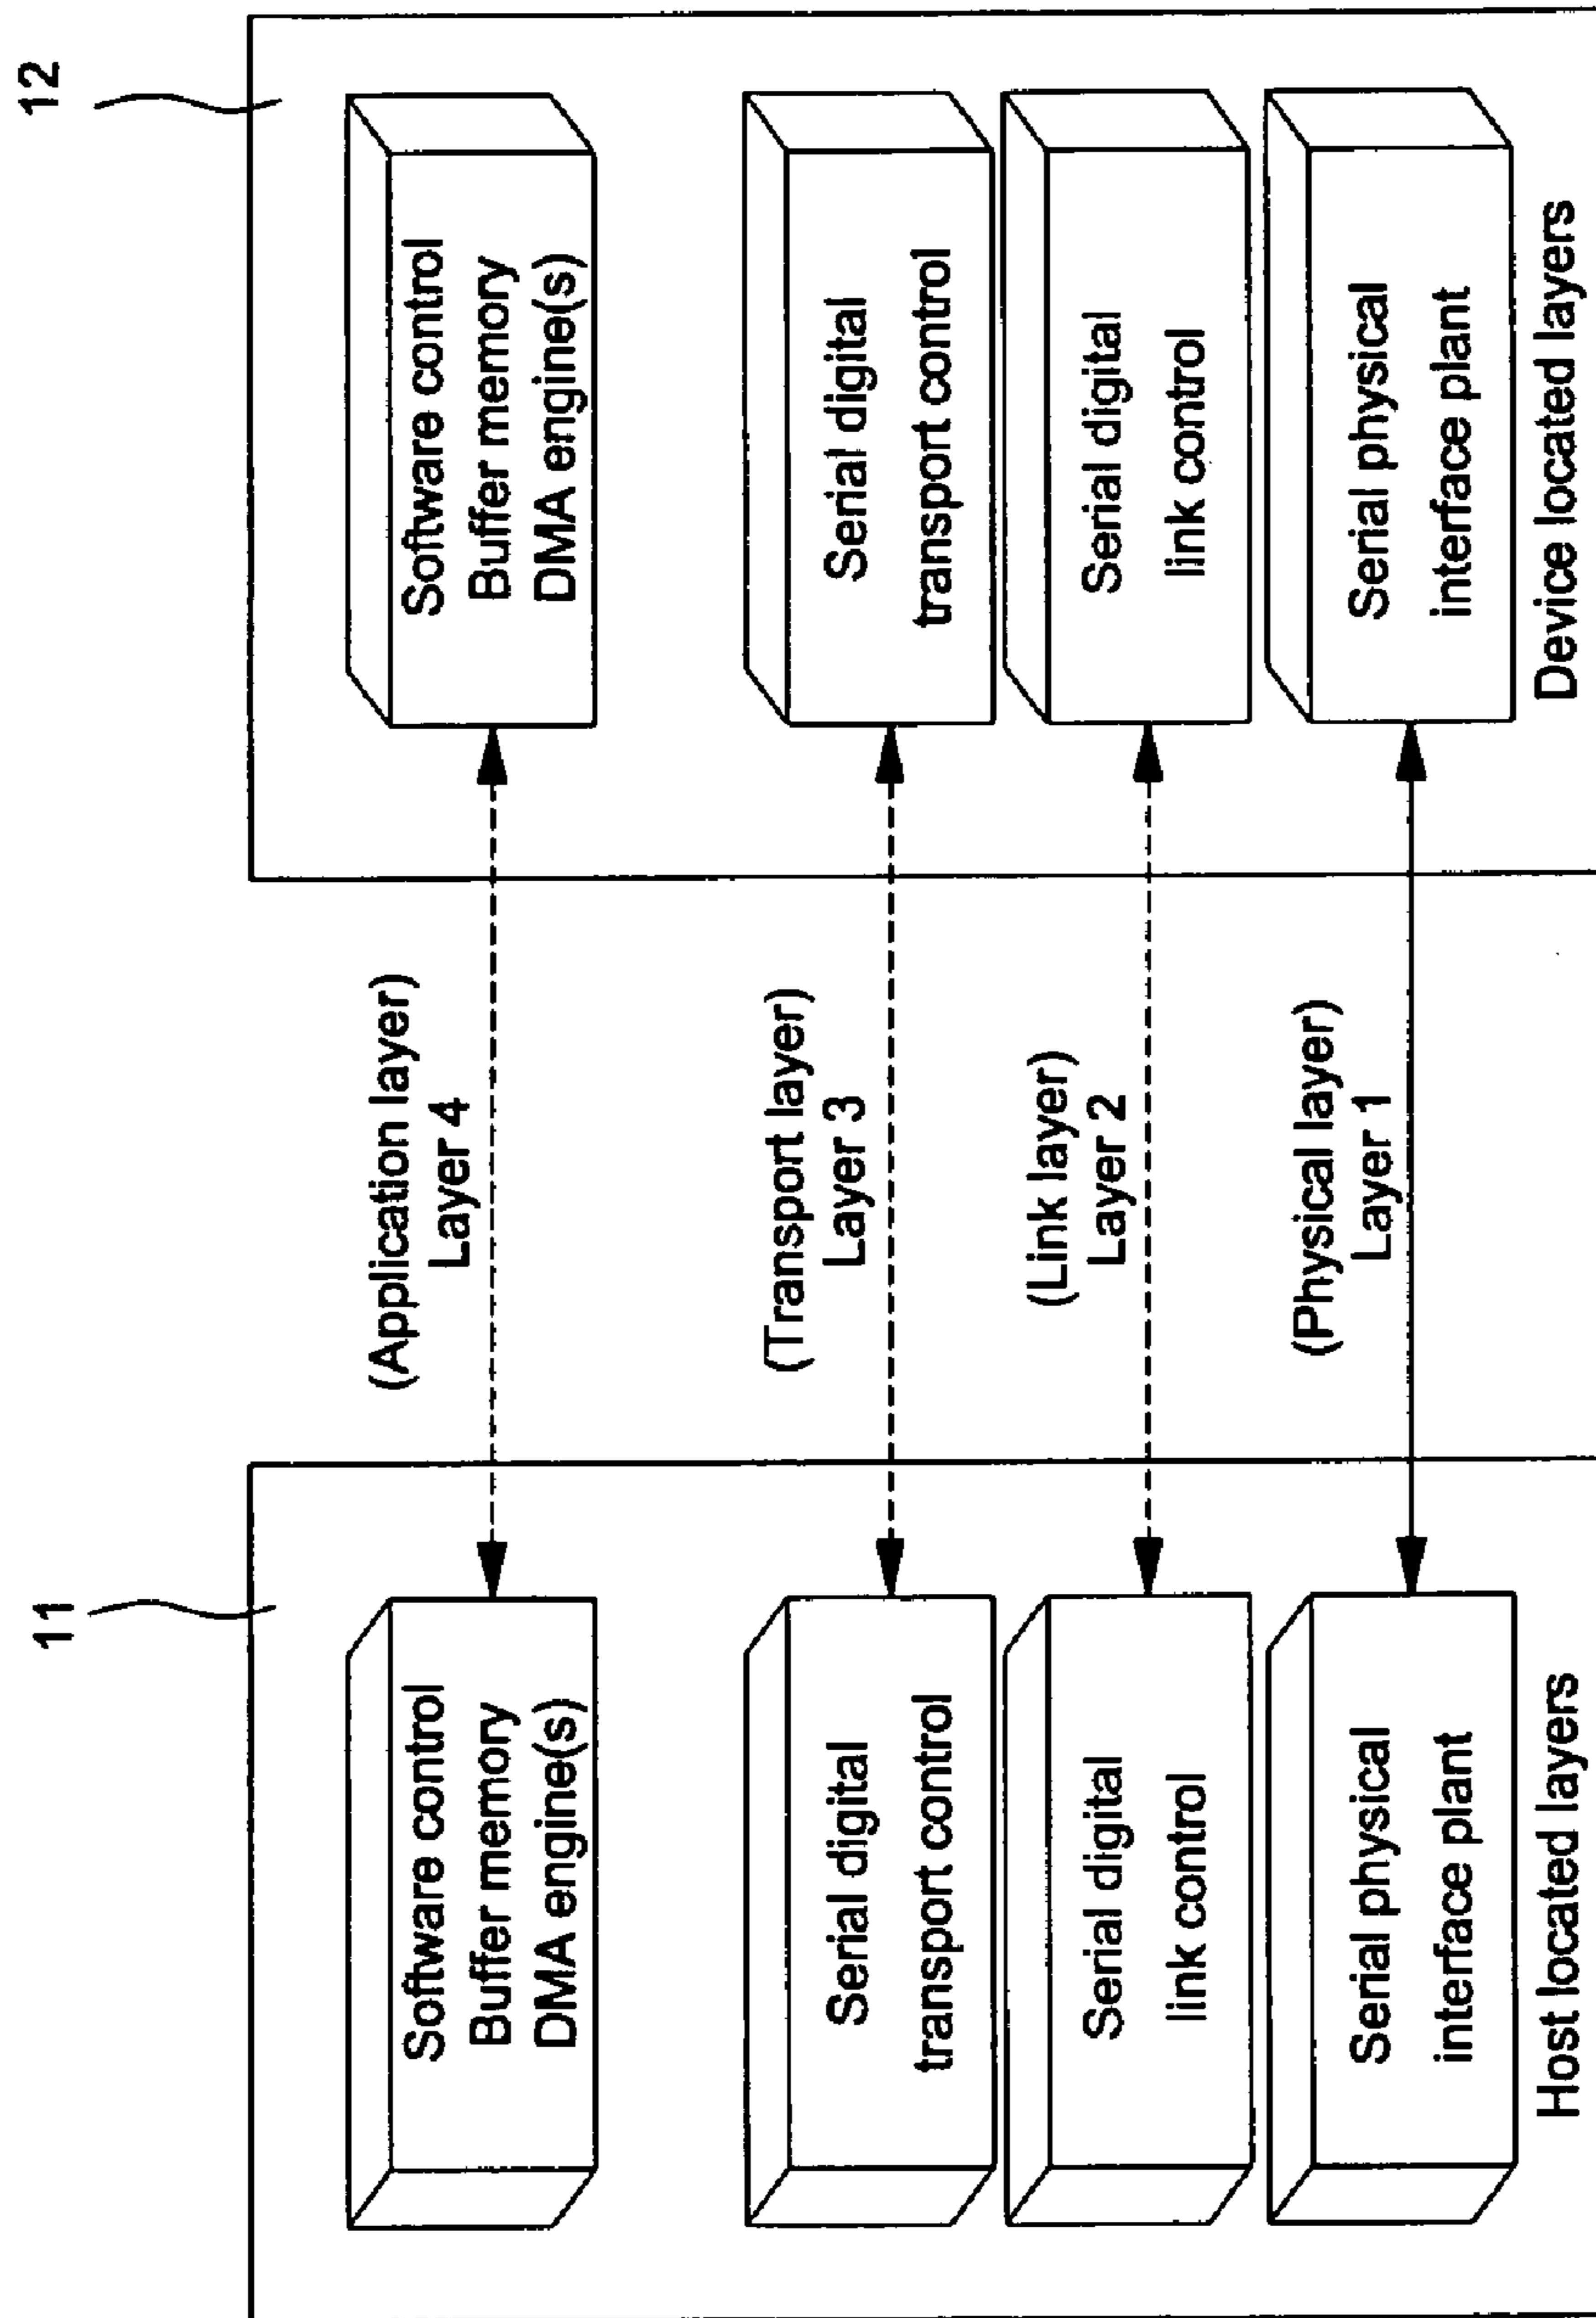 11
12
Software control
Buffer memory
DMA engine(s)
(Application layer)
Layer 4
Software control
Buffer memory
DMA engine(s)
Serial digital
transport control
(Transport layer)
Layer 3
Serial digital
transport control
Serial digital
link control
(Link layer)
Layer 2
Serial digital
link control
Serial physical
interface plant
(Physical layer)
Layer 1
Serial physical
interface plant
Host located layers
Device located layers